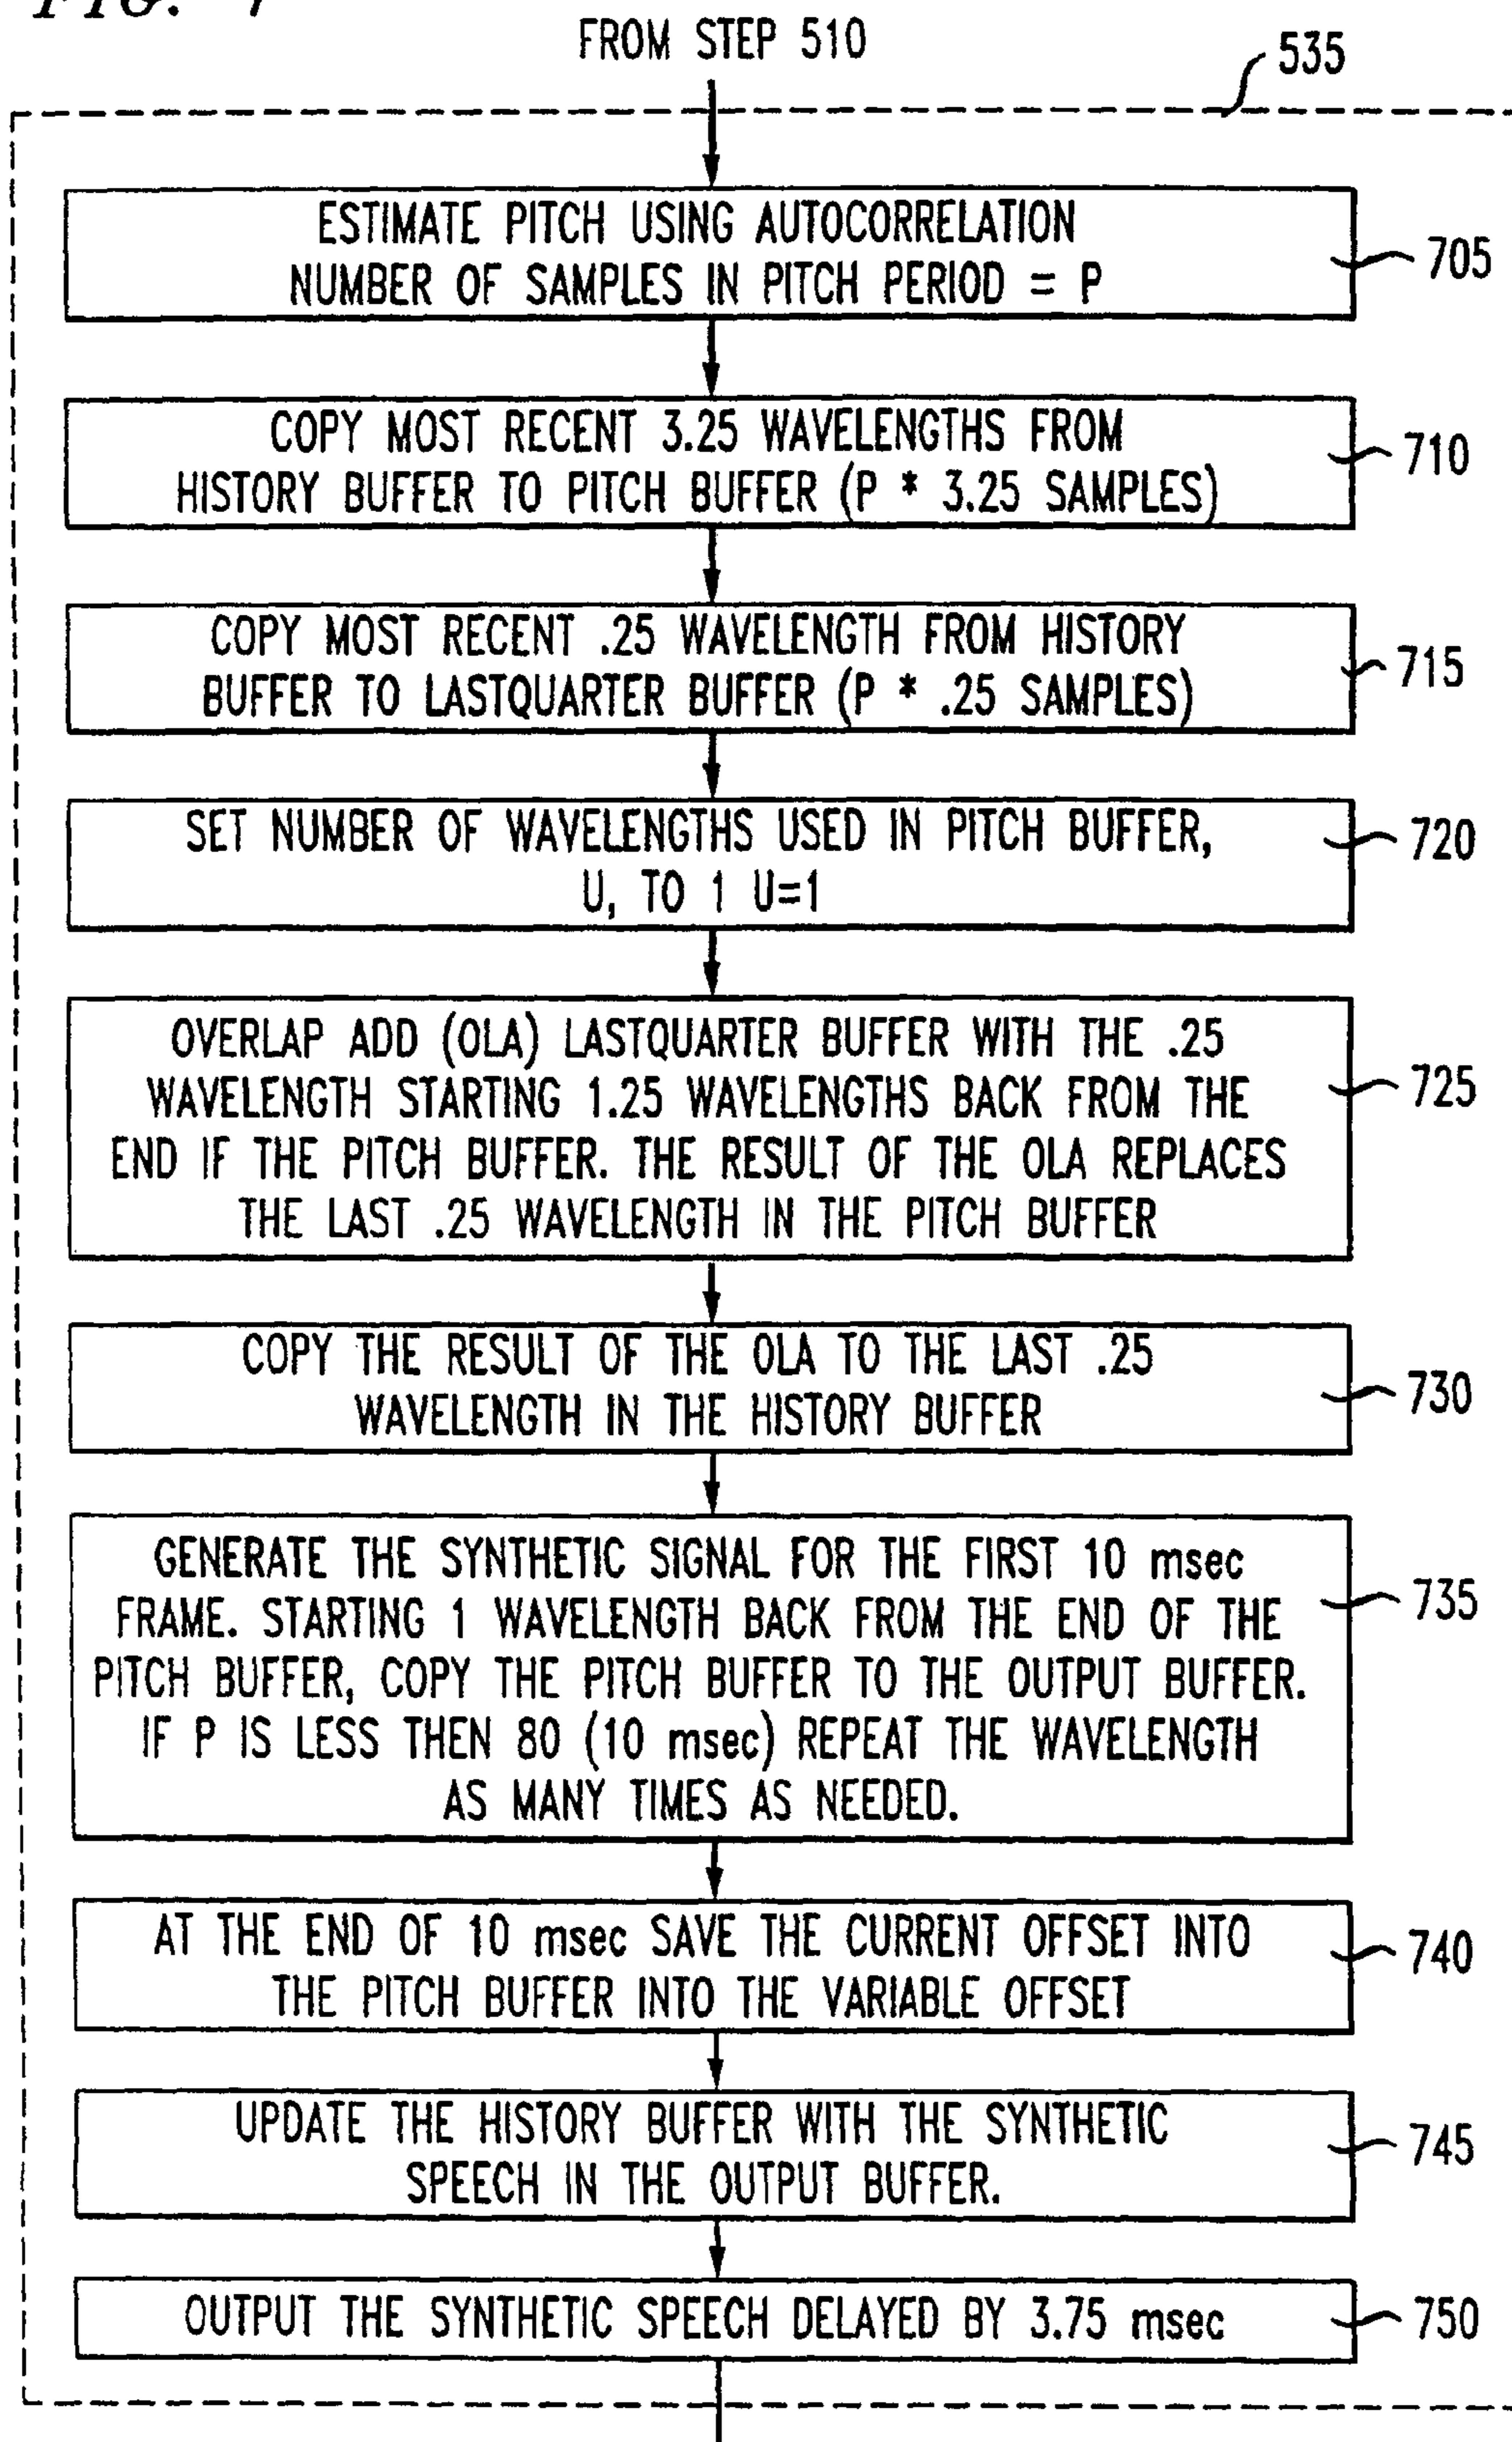 FIG. 7
FROM STEP 510
535
ESTIMATE PITCH USING AUTOCORRELATION
NUMBER OF SAMPLES IN PITCH PERIOD = P
705
COPY MOST RECENT 3.25 WAVELENGTHS FROM
HISTORY BUFFER TO PITCH BUFFER (P * 3.25 SAMPLES)
710
COPY MOST RECENT .25 WAVELENGTH FROM HISTORY
BUFFER TO LASTQUARTER BUFFER (P * .25 SAMPLES)
715
SET NUMBER OF WAVELENGTHS USED IN PITCH BUFFER,
U, TO 1 U=1
720
OVERLAP ADD (OLA) LASTQUARTER BUFFER WITH THE .25
WAVELENGTH STARTING 1.25 WAVELENGTHS BACK FROM THE
END IF THE PITCH BUFFER. THE RESULT OF THE OLA REPLACES
THE LAST .25 WAVELENGTH IN THE PITCH BUFFER
725
COPY THE RESULT OF THE OLA TO THE LAST .25
WAVELENGTH IN THE HISTORY BUFFER
730
GENERATE THE SYNTHETIC SIGNAL FOR THE FIRST 10 msec
FRAME. STARTING 1 WAVELENGTH BACK FROM THE END OF THE
PITCH BUFFER, COPY THE PITCH BUFFER TO THE OUTPUT BUFFER.
IF P IS LESS THEN 80 (10 msec) REPEAT THE WAVELENGTH
AS MANY TIMES AS NEEDED.
735
AT THE END OF 10 msec SAVE THE CURRENT OFFSET INTO
THE PITCH BUFFER INTO THE VARIABLE OFFSET
740
UPDATE THE HISTORY BUFFER WITH THE SYNTHETIC
SPEECH IN THE OUTPUT BUFFER.
745
OUTPUT THE SYNTHETIC SPEECH DELAYED BY 3.75 msec
750